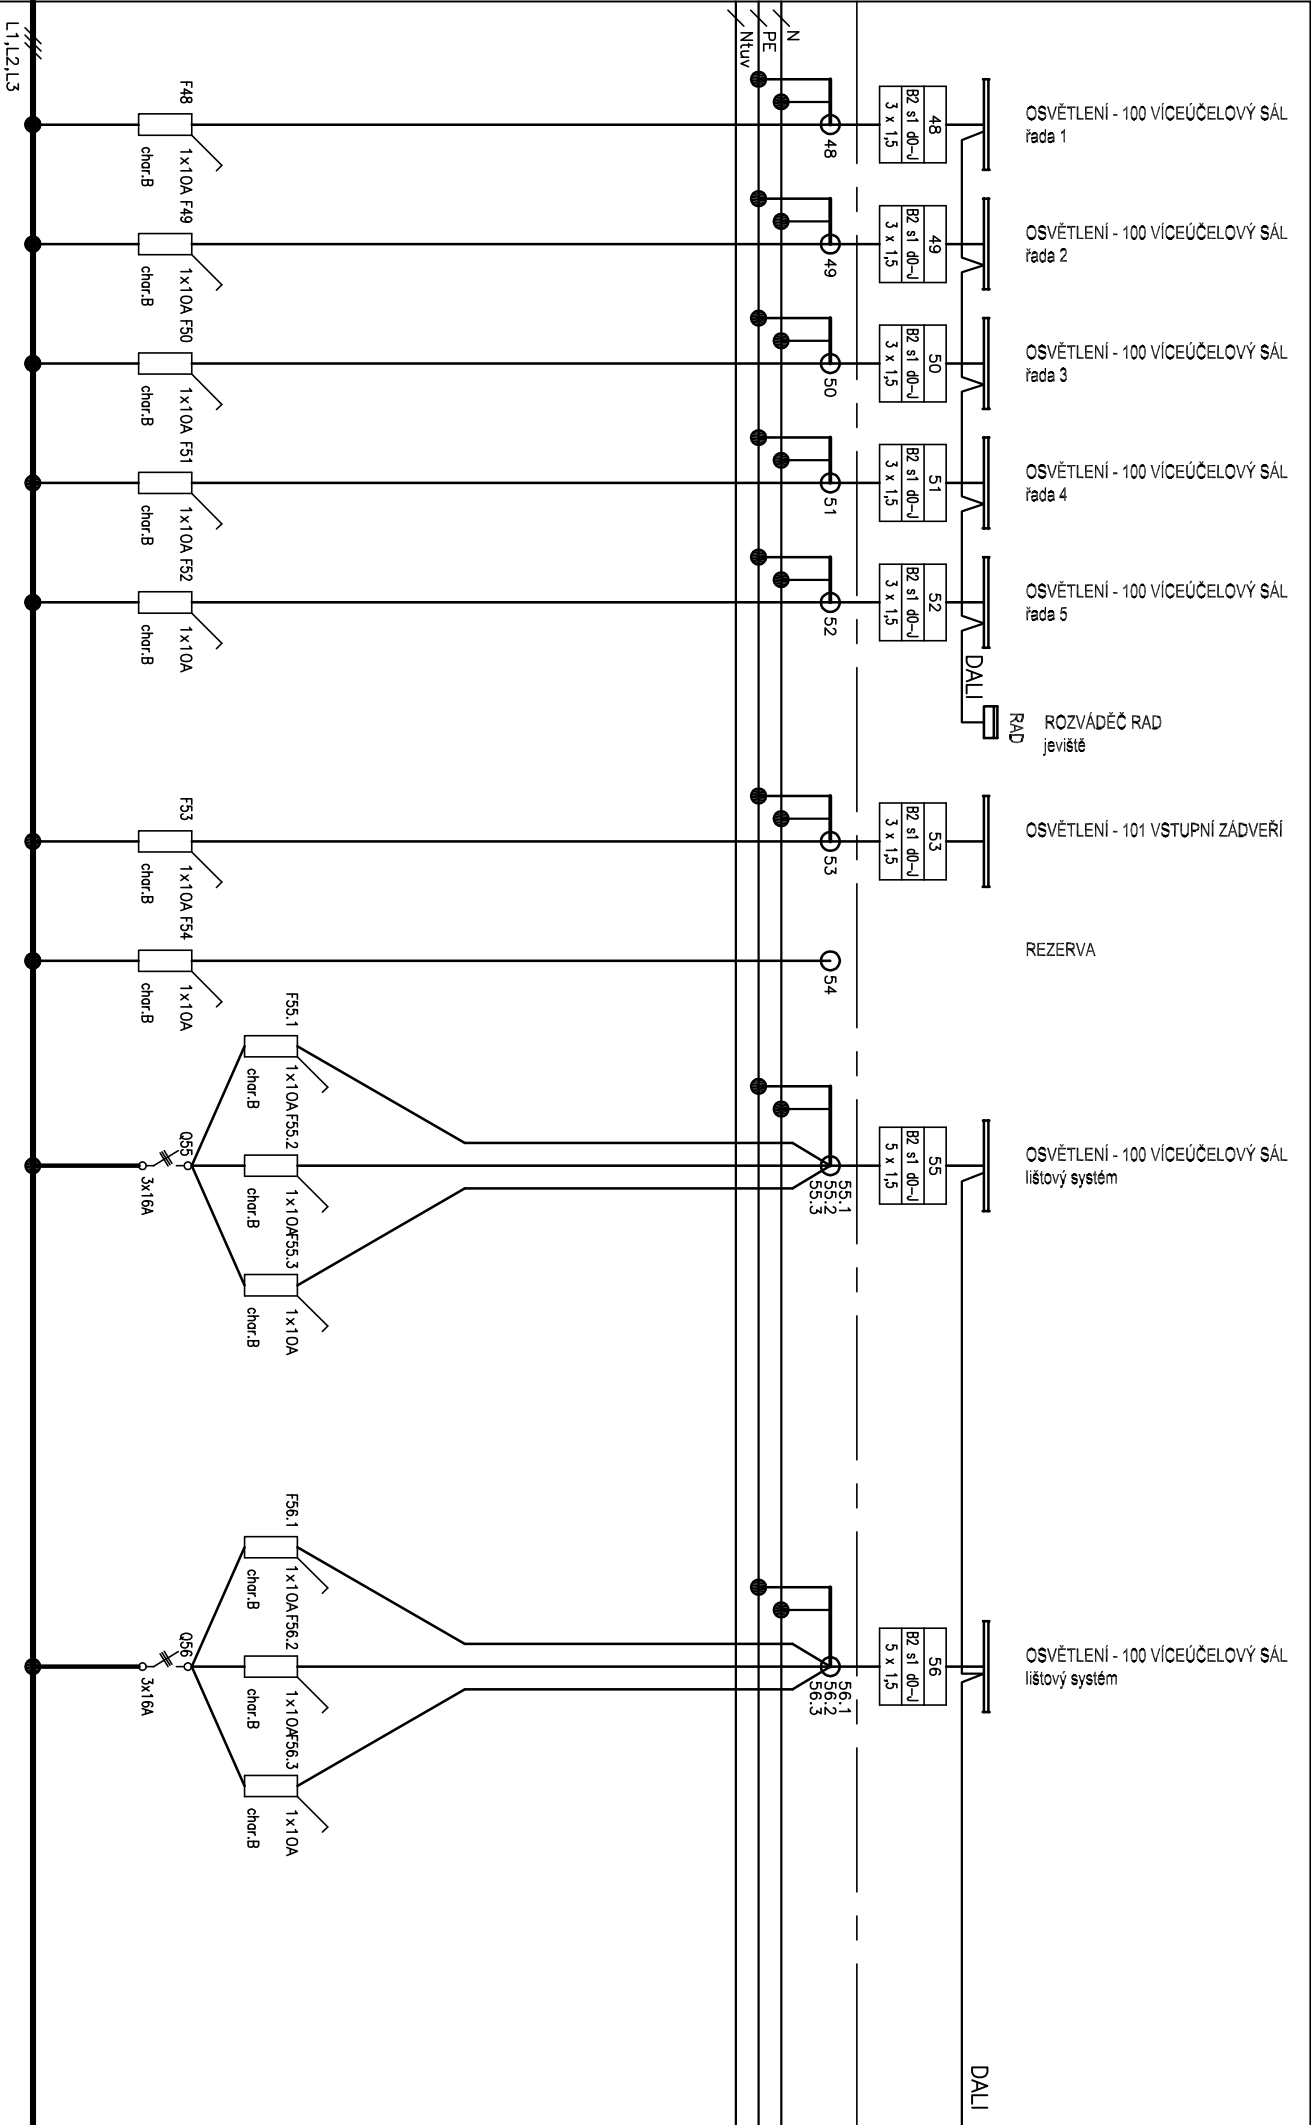 OSVĚTLENÍ - 100 VÍCEÚČELOVÝ SÁL
řada 1
OSVĚTLENÍ - 100 VÍCEÚČELOVÝ SÁL
řada 2
OSVĚTLENÍ - 100 VÍCEÚČELOVÝ SÁL
řada 3
OSVĚTLENÍ - 100 VÍCEÚČELOVÝ SÁL
řada 4
OSVĚTLENÍ - 100 VÍCEÚČELOVÝ SÁL
řada 5
ROZVÁDĚČ RAD
jeviště
OSVĚTLENÍ - 101 VSTUPNÍ ZÁDVEŘÍ
REZERVA
OSVĚTLENÍ - 100 VÍCEÚČELOVÝ SÁL
lištový systém
OSVĚTLENÍ - 100 VÍCEÚČELOVÝ SÁL
lištový systém
RAD
DALI
DALI
48
B2 s1 d0-J
3 x 1,5
49
B2 s1 d0-J
3 x 1,5
50
B2 s1 d0-J
3 x 1,5
51
B2 s1 d0-J
3 x 1,5
52
B2 s1 d0-J
3 x 1,5
53
B2 s1 d0-J
3 x 1,5
55
B2 s1 d0-J
5 x 1,5
56
B2 s1 d0-J
5 x 1,5
48
49
50
51
52
53
54
55.1
55.2
55.3
56.1
56.2
56.3
N
PE
Ntuv
F48
1x10A
char.B
F49
1x10A
char.B
F50
1x10A
char.B
F51
1x10A
char.B
F52
1x10A
char.B
F53
1x10A
char.B
F54
1x10A
char.B
F55.1
1x10A
char.B
F55.2
1x10A
char.B
F55.3
1x10A
char.B
Q55
3x16A
F56.1
1x10A
char.B
F56.2
1x10A
char.B
F56.3
1x10A
char.B
Q56
3x16A
L1,L2,L3